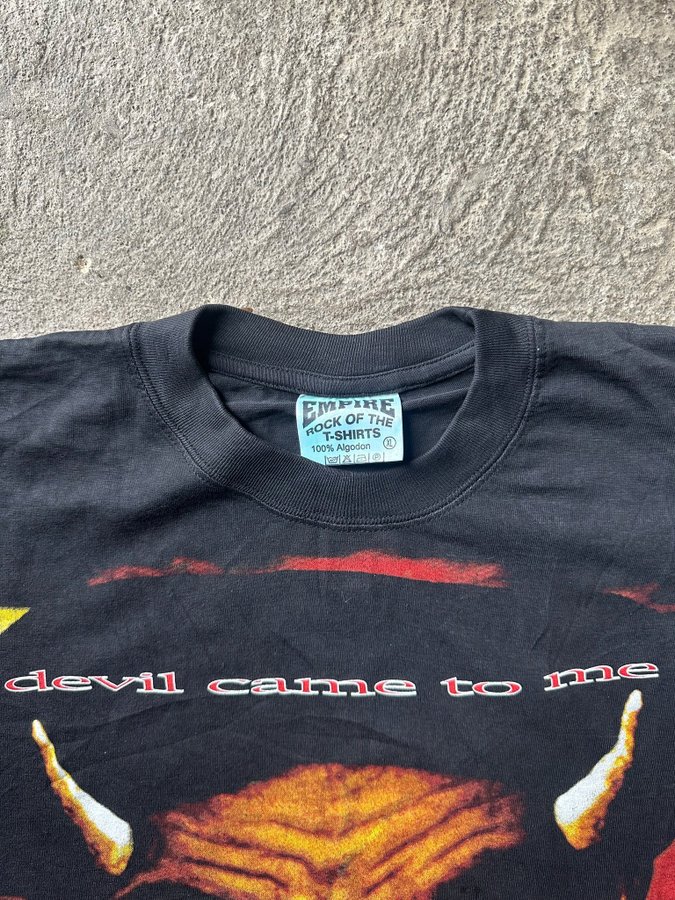 EMPIRE
ROCK OF THE
T-SHIRTS
100% Algodon XL
devil came to me